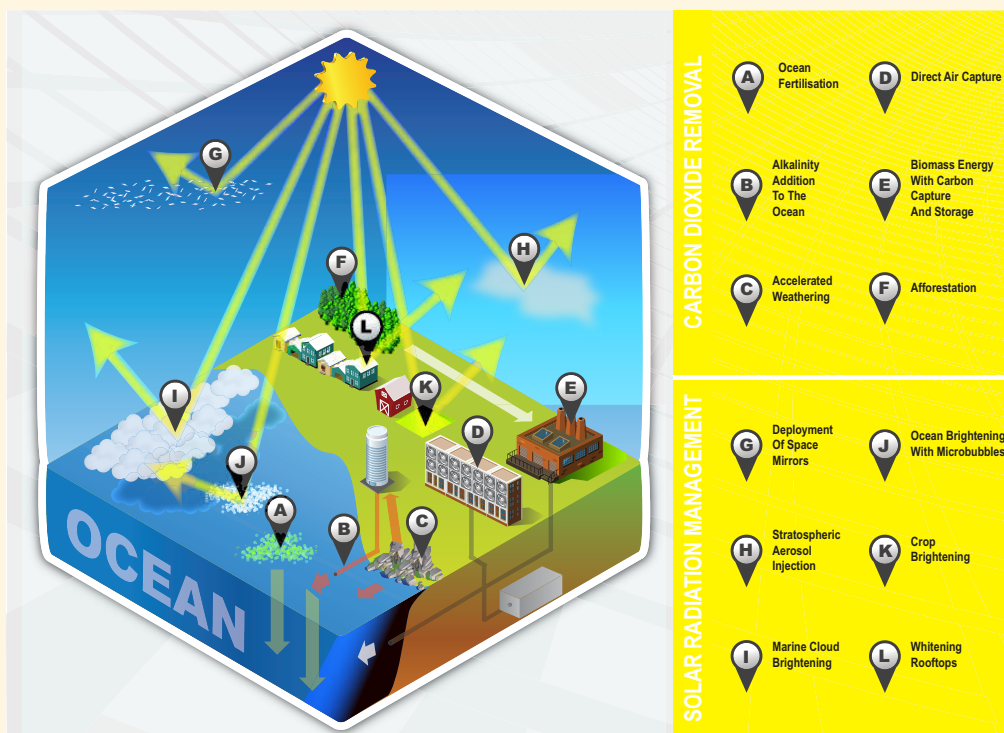 G
H
F
L
I
K
E
D
J
A
B
C
OCEAN
CARBON DIOXIDE REMOVAL
A
Ocean
Fertilisation
D
Direct Air Capture
B
Alkalinity
Addition
To The
Ocean
E
Biomass Energy
With Carbon
Capture
And Storage
C
Accelerated
Weathering
F
Afforestation
SOLAR RADIATION MANAGEMENT
G
Deployment
Of Space
Mirrors
J
Ocean Brightening
With Microbubbles
H
Stratospheric
Aerosol
Injection
K
Crop
Brightening
I
Marine Cloud
Brightening
L
Whitening
Rooftops